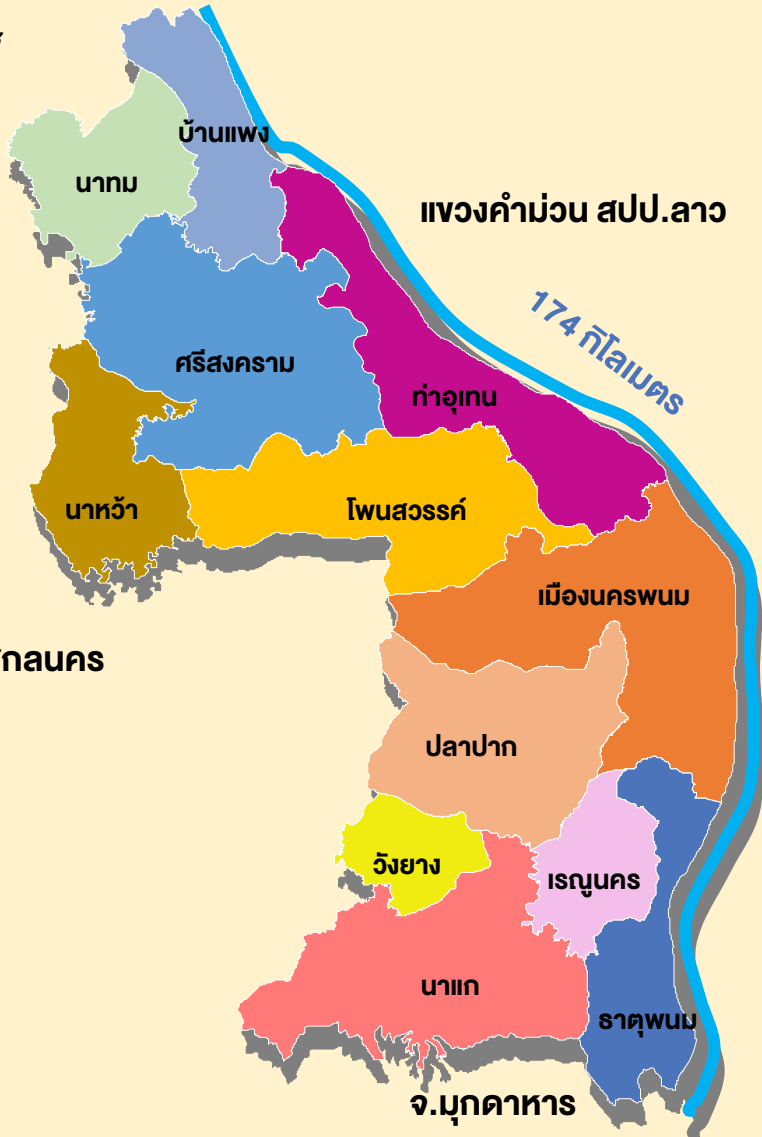 บ้านแพง
นาทม
แขวงคำม่วน สปป.ลาว
174 กิโลเมตร
ศรีสงคราม
ท่าอุเทน
นาหว้า
โพนสวรรค์
เมืองนครพนม
กลนคร
ปลาปาก
วังยาง
เรณูนคร
นาแก
ธาตุพนม
จ.มุกดาหาร